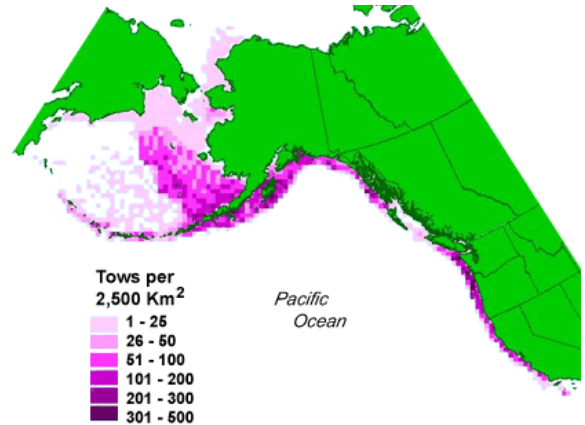 Tows per
2,500 Km²
1 - 25
26 - 50
51 - 100
101 - 200
201 - 300
301 - 500
Pacific
Ocean